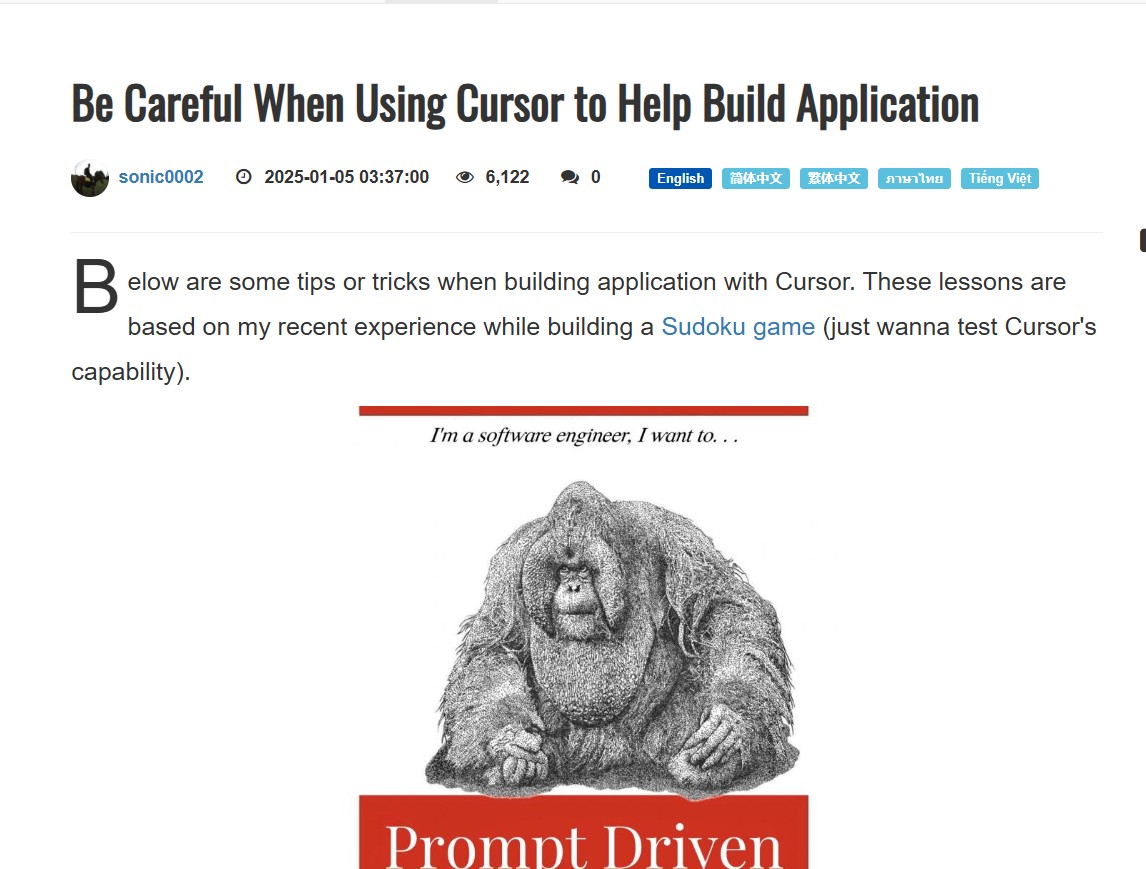 Be Careful When Using Cursor to Help Build Application
sonic0002 2025-01-05 03:37:00 6,122 0 English 简体中文 繁体中文 ภาษาไทย Tiếng Việt
Below are some tips or tricks when building application with Cursor. These lessons are
based on my recent experience while building a Sudoku game (just wanna test Cursor's
capability).
I'm a software engineer, I want to. . .
Prompt Driven